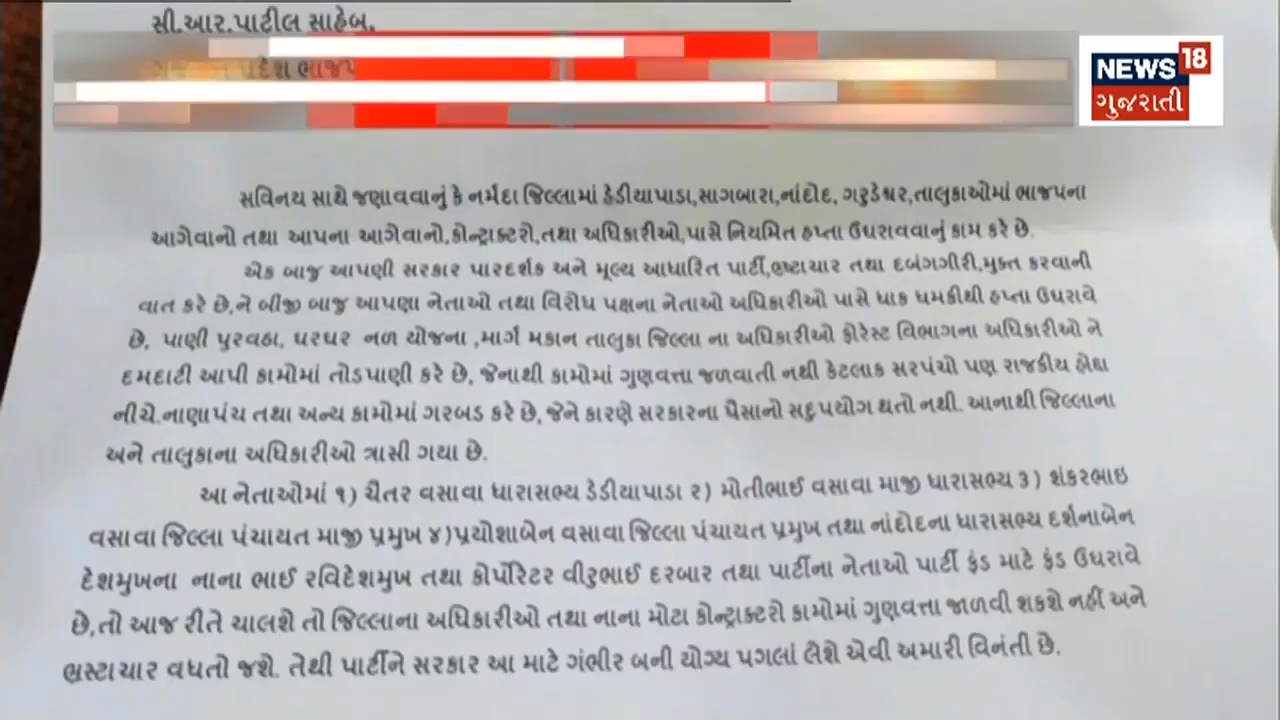 સી.આર.પાટીલ સાહેબ,
પ્રદેશ ભાજપ
NEWS 18
ગુજરાતી
સવિનય સાથે જણાવવાનું કે નર્મદા જિલ્લામાં ડેડીયાપાડા,સાગબારા,નાંદોદ, ગરુડેશ્વર,તાલુકાઓમાં ભાજપના
આગેવાનો તથા આપના આગેવાનો,કોન્ટ્રાક્ટરો,તથા અધિકારીઓ,પાસે નિયમિત હપ્તા ઉઘરાવવાનું કામ કરે છે.
એક બાજુ આપણી સરકાર પારદર્શક અને મૂલ્ય આધારિત પાર્ટી,ભ્રષ્ટાચાર તથા દબંગગીરી,મુક્ત કરવાની
વાત કરે છે,ને બીજી બાજુ આપણા નેતાઓ તથા વિરોધ પક્ષના નેતાઓ અધિકારીઓ પાસે ધાક ધમકીથી હપ્તા ઉઘરાવે
છે, પાણી પુરવઠા, ઘરઘર નળ યોજના ,માર્ગ મકાન તાલુકા જિલ્લા ના અધિકારીઓ ફોરેસ્ટ વિભાગના અધિકારીઓ ને
દમદાટી આપી કામોમાં તોડપાણી કરે છે, જેનાથી કામોમાં ગુણવત્તા જળવાતી નથી કેટલાક સરપંચો પણ રાજકીય હોદ્દા
નીચે.નાણાપંચ તથા અન્ય કામોમાં ગરબડ કરે છે, જેને કારણે સરકારના પૈસાનો સદુપયોગ થતો નથી. આનાથી જિલ્લાના
અને તાલુકાના અધિકારીઓ ત્રાસી ગયા છે.
આ નેતાઓમાં ૧) ચૈતર વસાવા ધારાસભ્ય ડેડીયાપાડા ૨) મોતીભાઈ વસાવા માજી ધારાસભ્ય ૩) શંકરભાઇ
વસાવા જિલ્લા પંચાયત માજી પ્રમુખ ૪)પ્રયોશાબેન વસાવા જિલ્લા પંચાયત પ્રમુખ તથા નાંદોદના ધારાસભ્ય દર્શનાબેન
દેશમુખના નાના ભાઈ રવિદેશમુખ તથા કોર્પોરેટર વીરુભાઈ દરબાર તથા પાર્ટીના નેતાઓ પાર્ટી ફંડ માટે ફંડ ઉઘરાવે
છે,તો આજ રીતે ચાલશે તો જિલ્લાના અધિકારીઓ તથા નાના મોટા કોન્ટ્રાક્ટરો કામોમાં ગુણવત્તા જાળવી શકશે નહીં અને
ભ્રસ્ટાચાર વધતો જશે. તેથી પાર્ટીને સરકાર આ માટે ગંભીર બની યોગ્ય પગલાં લેશે એવી અમારી વિનંતી છે.